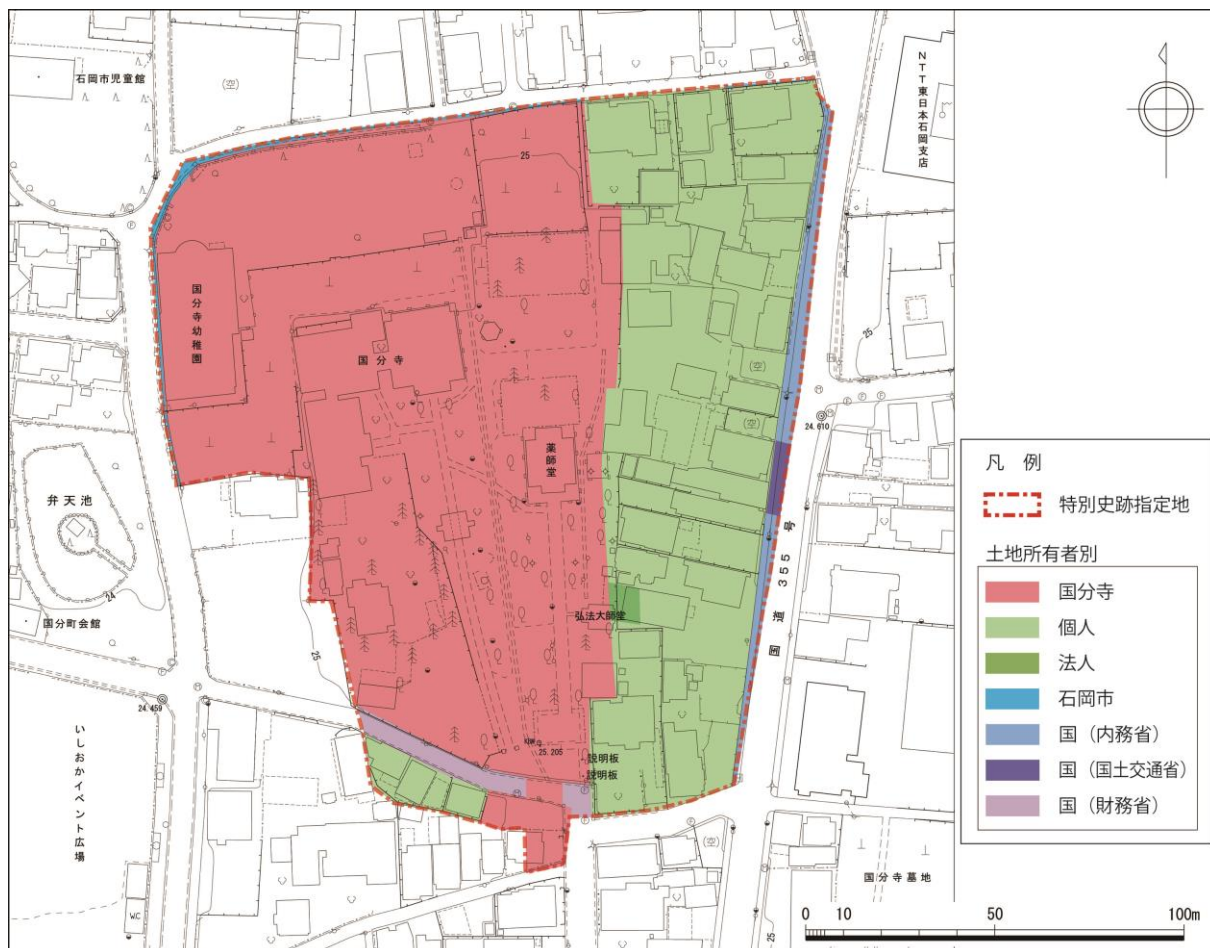 石岡市児童館
(空)
NTT東日本石岡支店
25
国分寺幼稚園
国分寺
薬師堂
(空)
(空)
25
24.610
弁天池
24
国分町会館
25
弘法大師堂
国道355号
24.459
25.205
説明板
説明板
いしおかイベント広場
W.C
(空)
国分寺墓地
25
凡 例
特別史跡指定地
土地所有者別
国分寺
個人
法人
石岡市
国(内務省)
国(国土交通省)
国(財務省)
0 10 50 100m